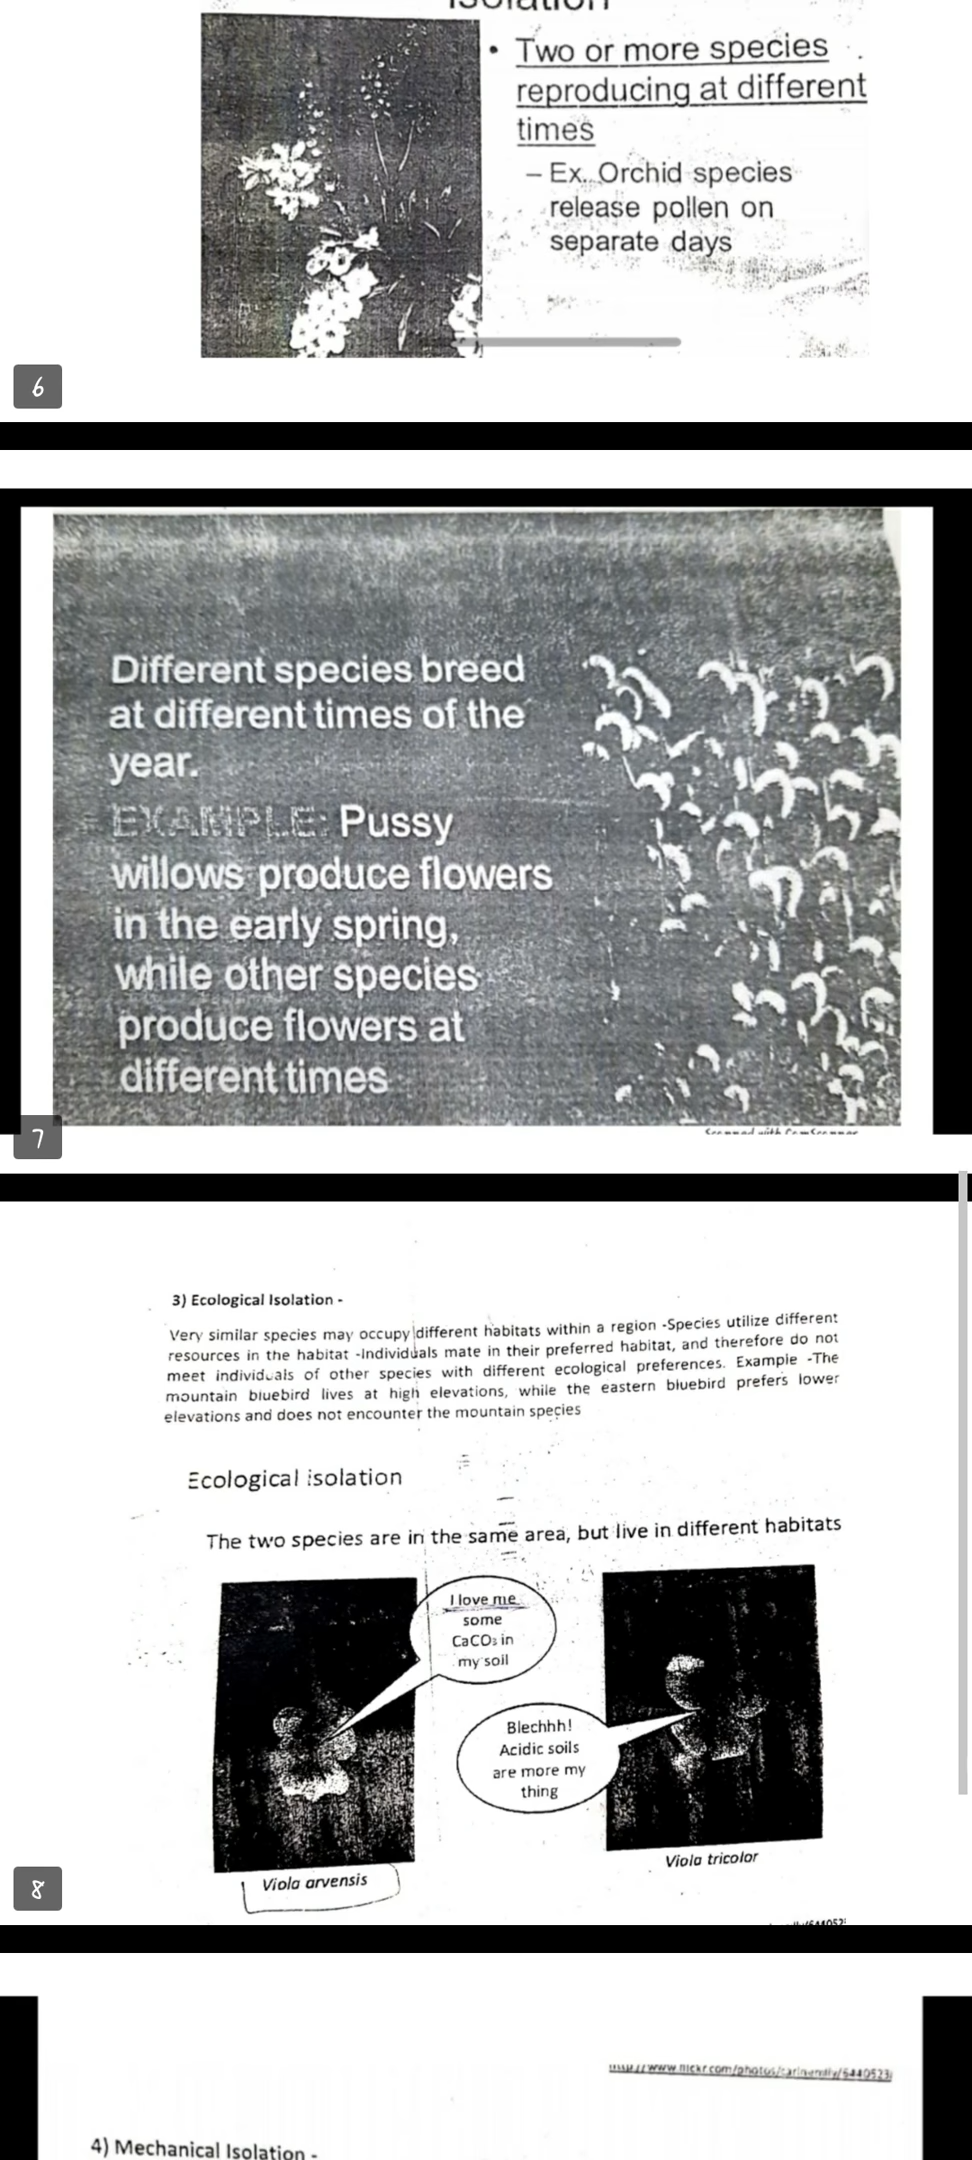 Isolation
• Two or more species
reproducing at different
times
– Ex. Orchid species
release pollen on
separate days
6
Different species breed
at different times of the
year.
EXAMPLE: Pussy
willows produce flowers
in the early spring,
while other species
produce flowers at
different times
Scanned with CamScanner
7
3) Ecological Isolation -
Very similar species may occupy different habitats within a region -Species utilize different
resources in the habitat -Individuals mate in their preferred habitat, and therefore do not
meet individuals of other species with different ecological preferences. Example -The
mountain bluebird lives at high elevations, while the eastern bluebird prefers lower
elevations and does not encounter the mountain species
Ecological isolation
The two species are in the same area, but live in different habitats
I love me
some
CaCO₃ in
my soil
Blechhh!
Acidic soils
are more my
thing
Viola arvensis
Viola tricolor
8
4) Mechanical Isolation -